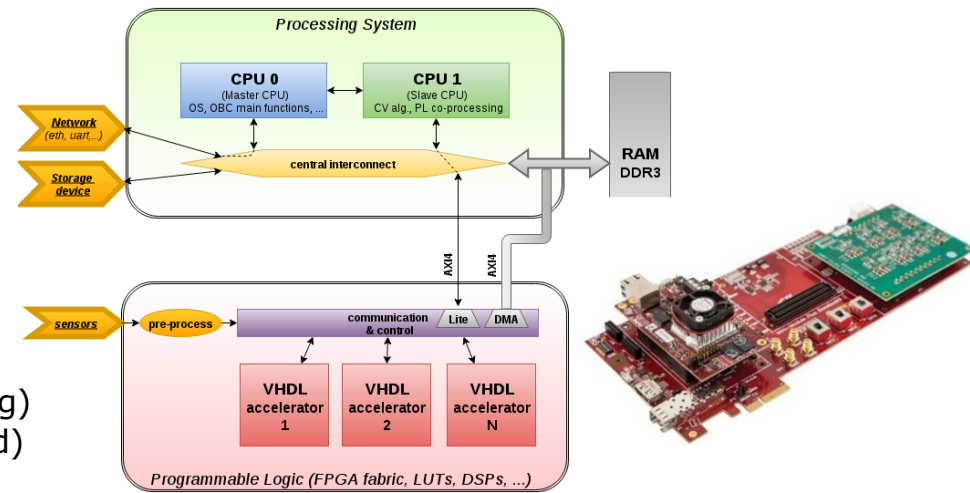 Processing System
CPU 0
(Master CPU)
OS, OBC main functions, ...
CPU 1
(Slave CPU)
CV alg., PL co-processing
Network
(eth, uart,..)
Storage
device
central interconnect
RAM
DDR3
AXI4
AXI4
sensors
pre-process
communication
& control
Lite
DMA
VHDL
accelerator
1
VHDL
accelerator
2
VHDL
accelerator
N
g)
d)
Programmable Logic (FPGA fabric, LUTs, DSPs, ...)